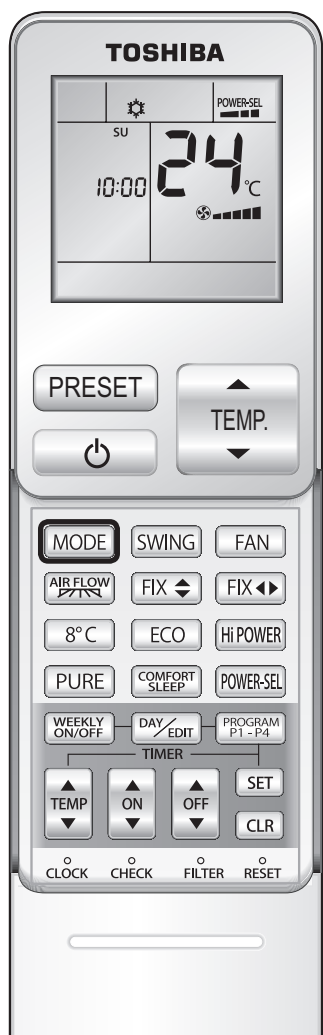 TOSHIBA
POWER-SEL
SU
10:00 24 °C
PRESET
TEMP.
MODE SWING FAN
AIR FLOW FIX FIX
8°C ECO Hi POWER
PURE COMFORT SLEEP POWER-SEL
WEEKLY ON/OFF DAY/EDIT PROGRAM P1 - P4
TIMER
TEMP ON OFF SET
CLR
CLOCK CHECK FILTER RESET